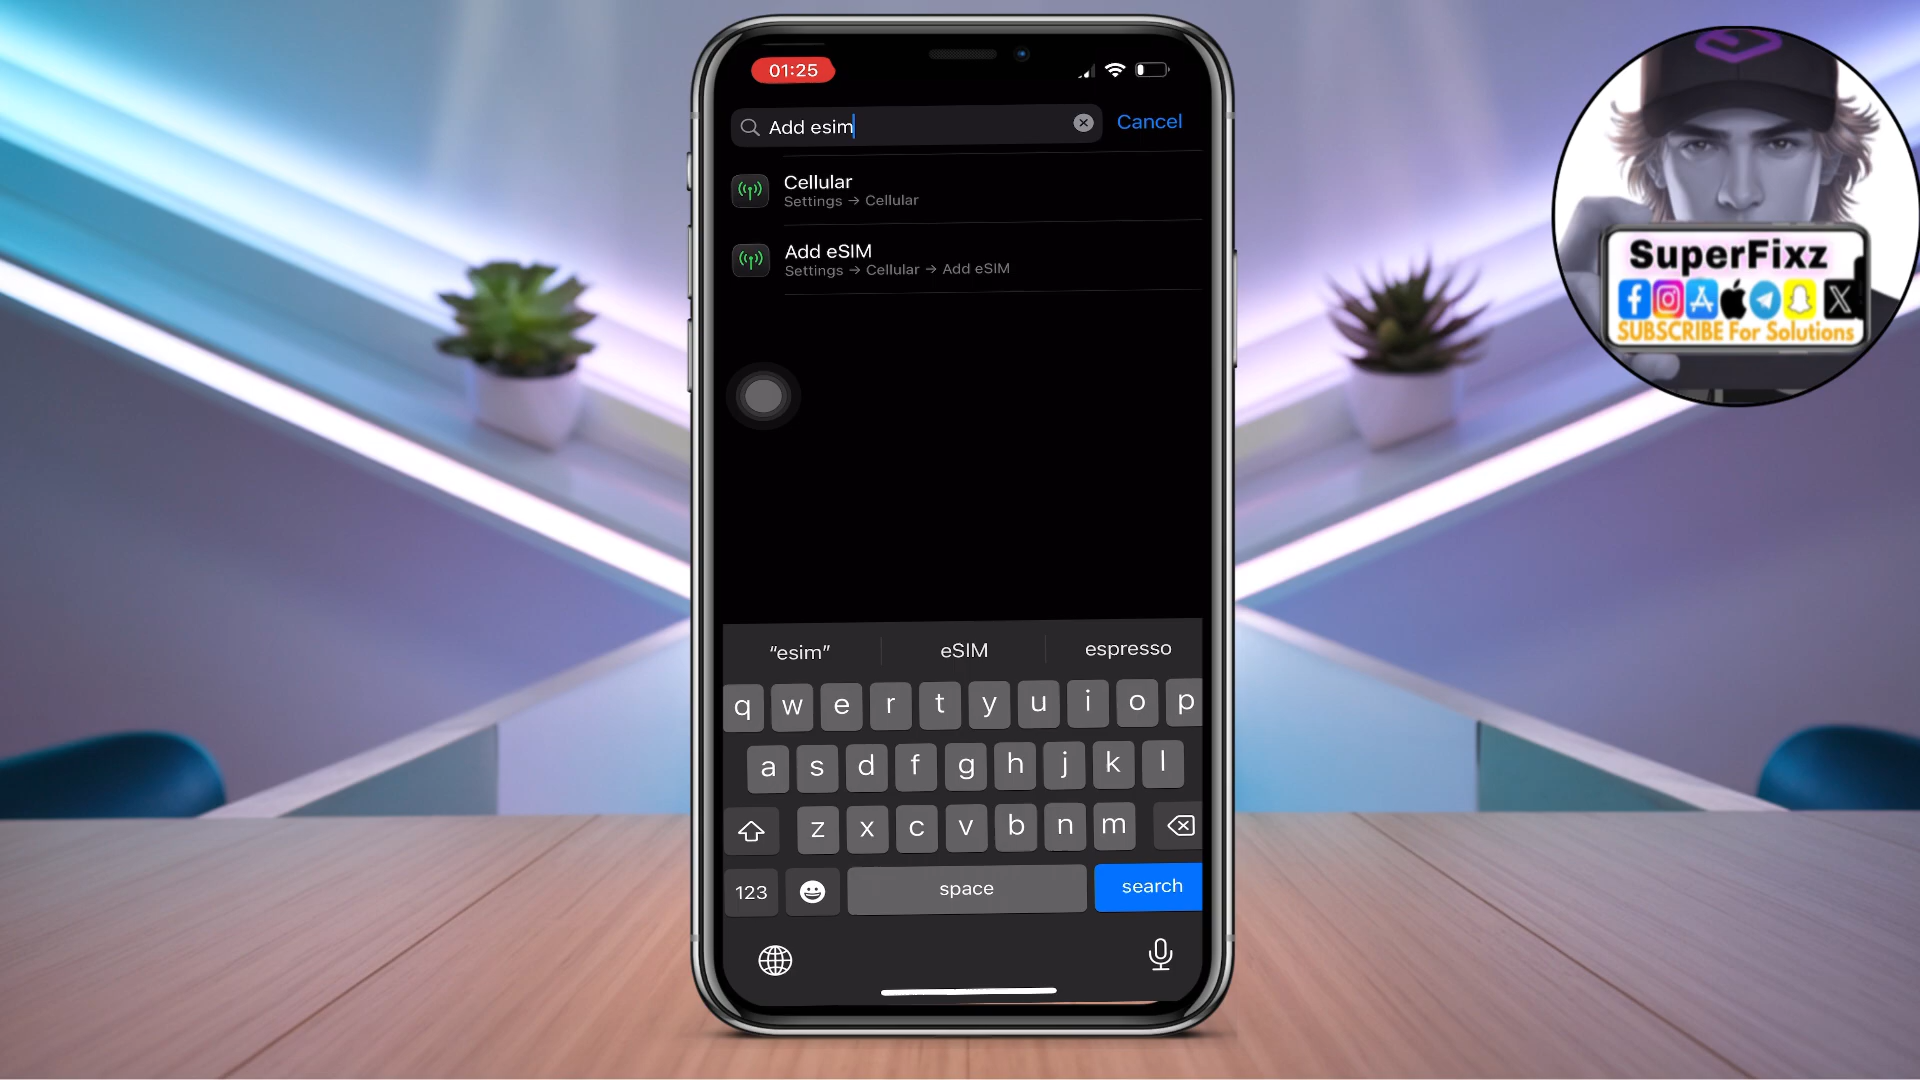 01:25
Add esim
Cancel
Cellular
Settings → Cellular
Add eSIM
Settings → Cellular → Add eSIM
"esim"
eSIM
espresso
q w e r t y u i o p
a s d f g h j k l
z x c v b n m
123
space
search
SuperFixz
SUBSCRIBE For Solutions